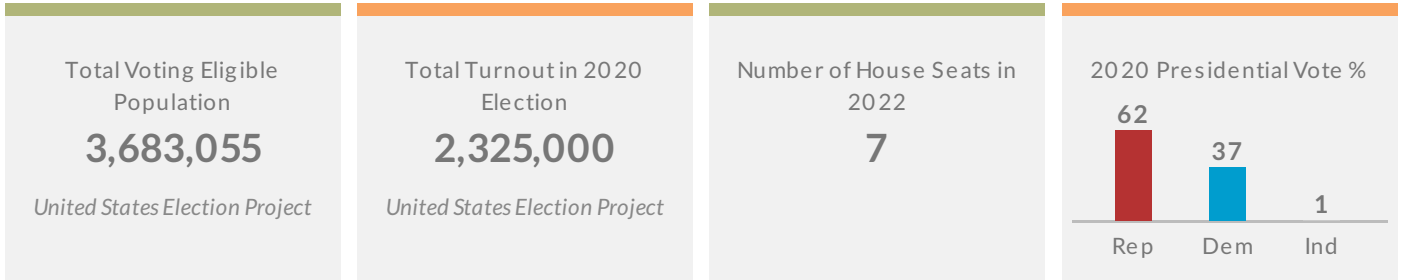 Total Voting Eligible
Population
3,683,055
United States Election Project
Total Turnout in 2020
Election
2,325,000
United States Election Project
Number of House Seats in
2022
7
2020 Presidential Vote %
62
37
1
Rep
Dem
Ind